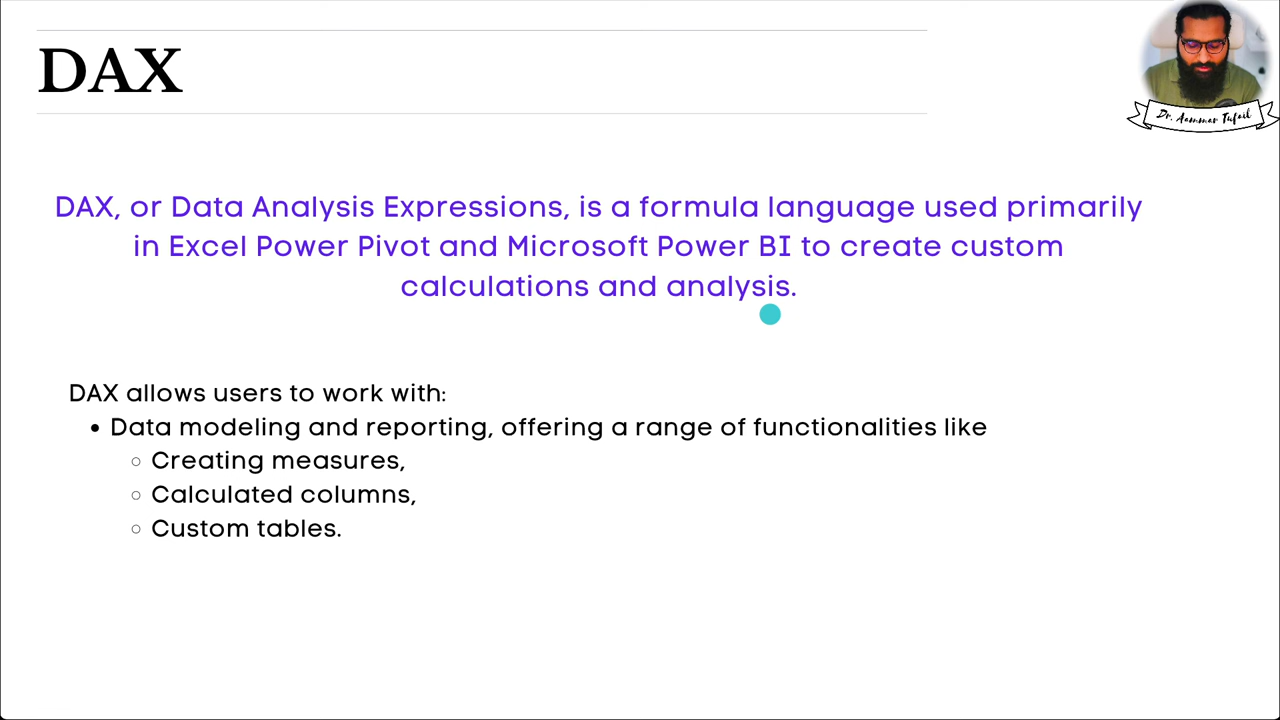 DAX
Dr. Aammar Tufail
DAX, or Data Analysis Expressions, is a formula language used primarily
in Excel Power Pivot and Microsoft Power BI to create custom
calculations and analysis.
DAX allows users to work with:
• Data modeling and reporting, offering a range of functionalities like
○ Creating measures,
○ Calculated columns,
○ Custom tables.